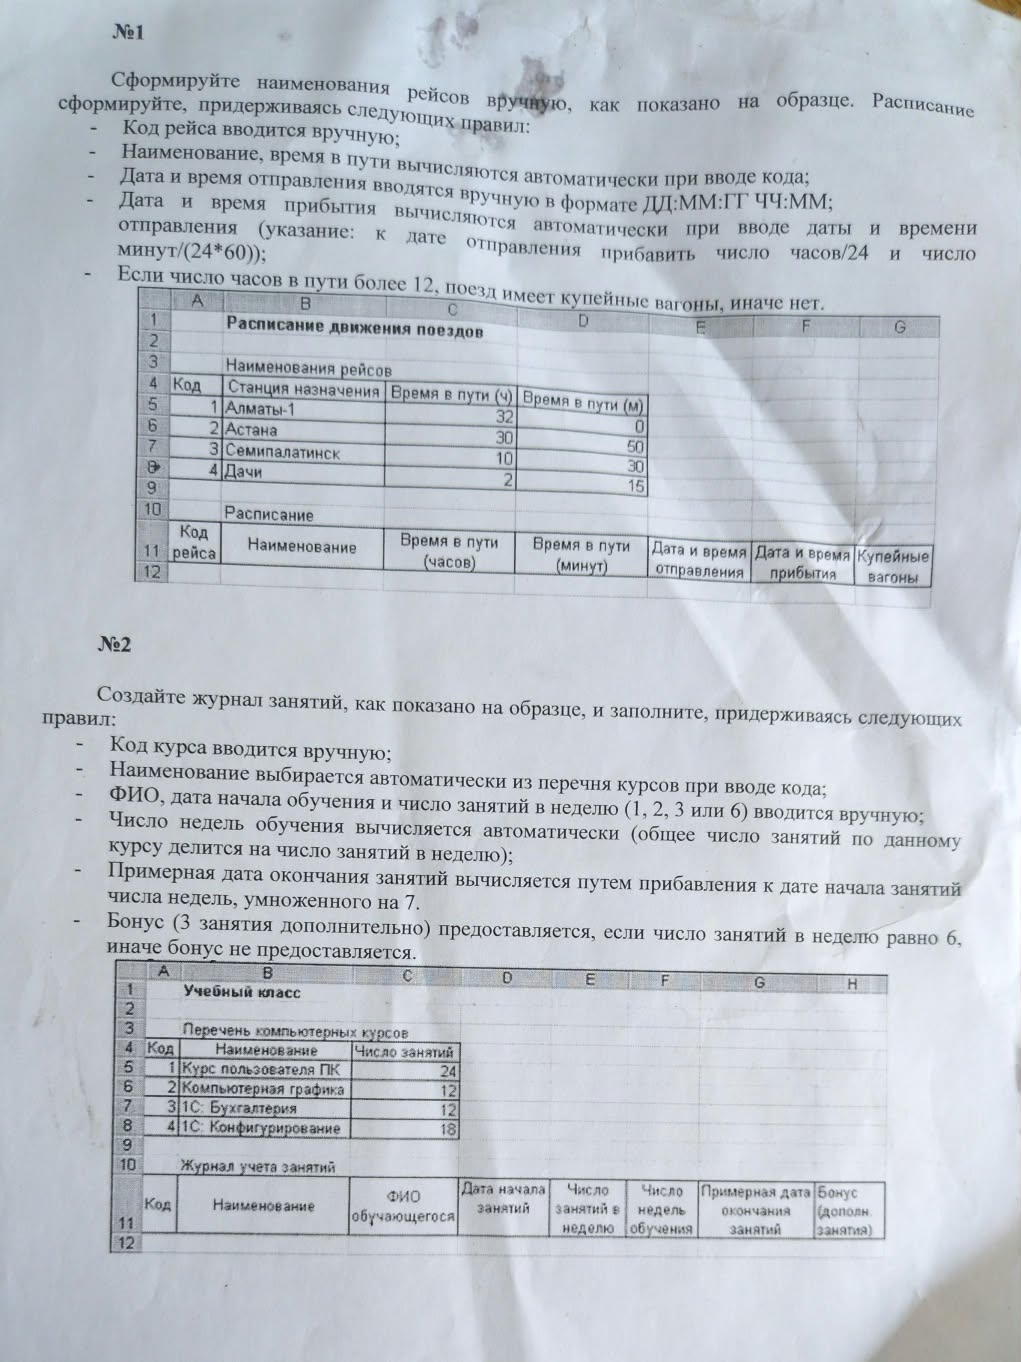 №1
Сформируйте наименования рейсов вручную, как показано на образце. Расписание
сформируйте, придерживаясь следующих правил:
- Код рейса вводится вручную;
- Наименование, время в пути вычисляются автоматически при вводе кода;
- Дата и время отправления вводятся вручную в формате ДД:ММ:ГГ ЧЧ:ММ;
- Дата и время прибытия вычисляются автоматически при вводе даты и времени
отправления (указание: к дате отправления прибавить число часов/24 и число
минут/(24*60));
- Если число часов в пути более 12, поезд имеет купейные вагоны, иначе нет.
A B C D E F G
1 Расписание движения поездов
2
3 Наименования рейсов
4 Код Станция назначения Время в пути (ч) Время в пути (м)
5 1 Алматы-1 32 0
6 2 Астана 30 50
7 3 Семипалатинск 10 30
8 4 Дачи 2 15
9
10 Расписание
11 Код рейса Наименование Время в пути (часов) Время в пути (минут) Дата и время отправления Дата и время прибытия Купейные вагоны
12
№2
Создайте журнал занятий, как показано на образце, и заполните, придерживаясь следующих
правил:
- Код курса вводится вручную;
- Наименование выбирается автоматически из перечня курсов при вводе кода;
- ФИО, дата начала обучения и число занятий в неделю (1, 2, 3 или 6) вводится вручную;
- Число недель обучения вычисляется автоматически (общее число занятий по данному
курсу делится на число занятий в неделю);
- Примерная дата окончания занятий вычисляется путем прибавления к дате начала занятий
числа недель, умноженного на 7.
- Бонус (3 занятия дополнительно) предоставляется, если число занятий в неделю равно 6,
иначе бонус не предоставляется.
A B C D E F G H
1 Учебный класс
2
3 Перечень компьютерных курсов
4 Код Наименование Число занятий
5 1 Курс пользователя ПК 24
6 2 Компьютерная графика 12
7 3 1С: Бухгалтерия 12
8 4 1С: Конфигурирование 18
9
10 Журнал учета занятий
11 Код Наименование ФИО обучающегося Дата начала занятий Число занятий в неделю Число недель обучения Примерная дата окончания занятий Бонус (дополн. занятия)
12